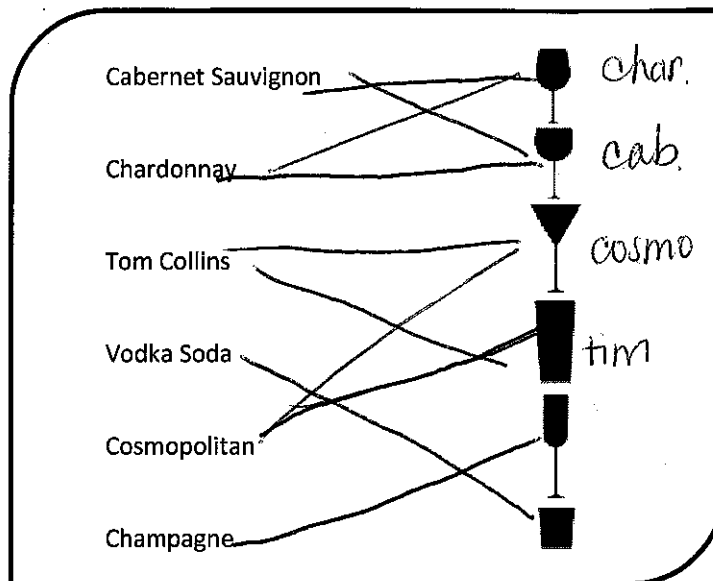 Cabernet Sauvignon
char.
Chardonnay
cab.
Tom Collins
cosmo
Vodka Soda
tim
Cosmopolitan
Champagne